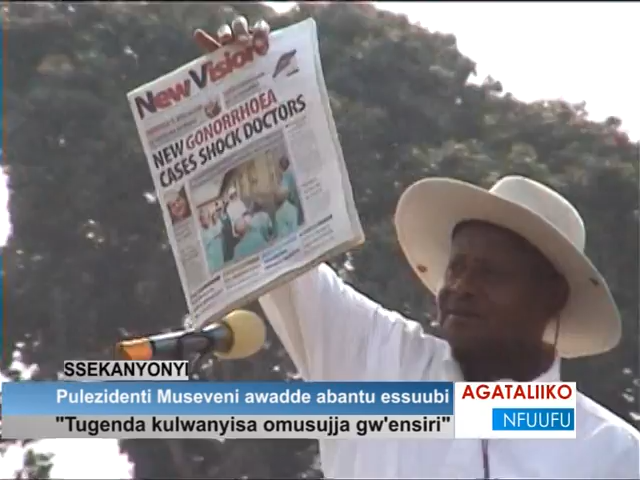 New Vision
NEW GONORRHOEA
CASES SHOCK DOCTORS
SSEKANYONYI
Pulezidenti Museveni awadde abantu essuubi
"Tugenda kulwanyisa omusujja gw'ensiri"
AGATALIIKO
NFUUFU